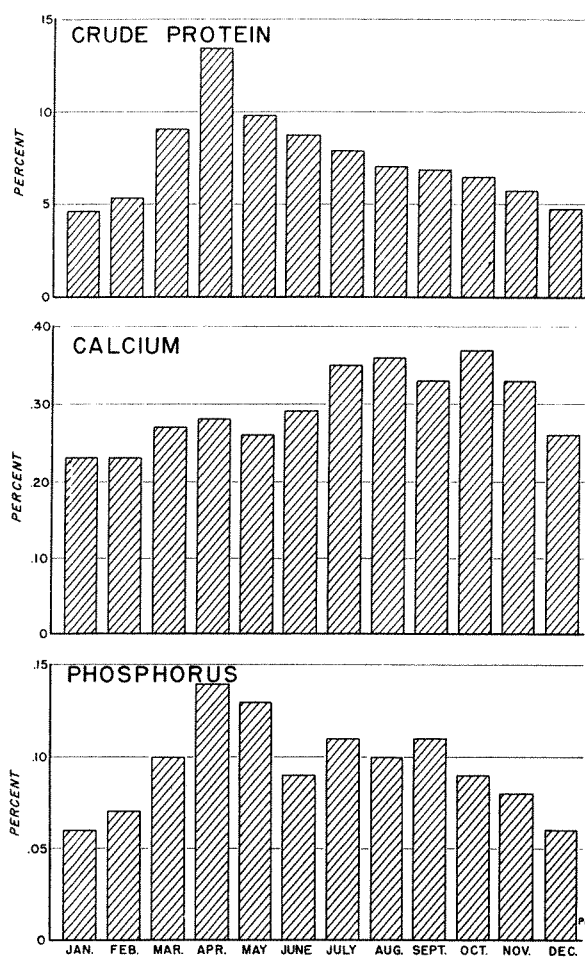 15
CRUDE PROTEIN
10
5
0
PERCENT
.40
CALCIUM
.30
.20
.10
0
PERCENT
.15
PHOSPHORUS
.10
.05
0
PERCENT
JAN. FEB. MAR. APR. MAY JUNE JULY AUG. SEPT. OCT. NOV. DEC.
P